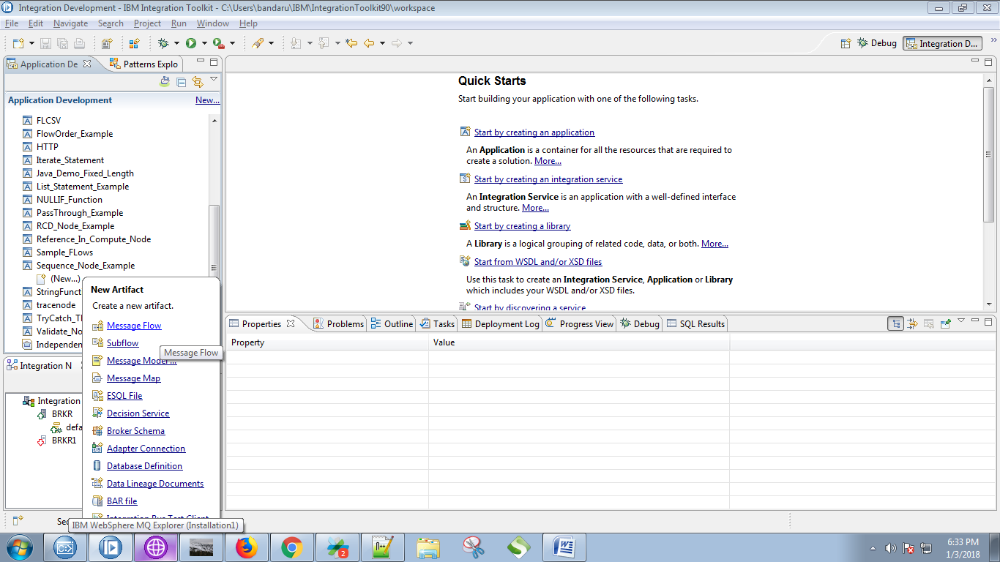 Integration Development - IBM Integration Toolkit - C:\Users\bandaru\IBM\IntegrationToolkit90\workspace
File Edit Navigate Search Project Run Window Help
Debug
Integration D...
Application De
Patterns Explo
Application Development
New...
FLCSV
FlowOrder_Example
HTTP
Iterate_Statement
Java_Demo_Fixed_Length
List_Statement_Example
NULLIF_Function
PassThrough_Example
RCD_Node_Example
Reference_In_Compute_Node
Sample_FLows
Sequence_Node_Example
(New...)
StringFunct
tracenode
TryCatch_T
Validate_No
Independen
New Artifact
Create a new artifact.
Message Flow
Subflow
Message Flow
Message Model ...
Message Map
ESQL File
Decision Service
Broker Schema
Adapter Connection
Database Definition
Data Lineage Documents
BAR file
Integration Bus Test Client
Integration N
Integration
BRKR
defa
BRKR1
Quick Starts
Start building your application with one of the following tasks.
Start by creating an application
An Application is a container for all the resources that are required to
create a solution. More...
Start by creating an integration service
An Integration Service is an application with a well-defined interface
and structure. More...
Start by creating a library
A Library is a logical grouping of related code, data, or both. More...
Start from WSDL and/or XSD files
Use this task to create an Integration Service, Application or Library
which includes your WSDL and/or XSD files.
Start by discovering a service
Properties
Problems
Outline
Tasks
Deployment Log
Progress View
Debug
SQL Results
Property Value
Sec
IBM WebSphere MQ Explorer (Installation1)
2
6:33 PM
1/3/2018